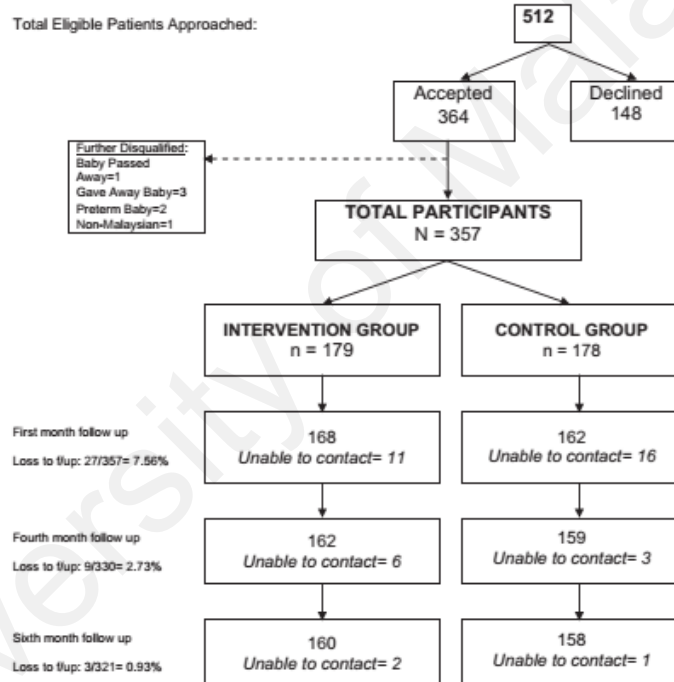 Total Eligible Patients Approached:
512
Accepted
364
Declined
148
Further Disqualified:
Baby Passed
Away=1
Gave Away Baby=3
Preterm Baby=2
Non-Malaysian=1
TOTAL PARTICIPANTS
N = 357
INTERVENTION GROUP
n = 179
CONTROL GROUP
n = 178
First month follow up
Loss to f/up: 27/357= 7.56%
168
Unable to contact= 11
162
Unable to contact= 16
Fourth month follow up
Loss to f/up: 9/330= 2.73%
162
Unable to contact= 6
159
Unable to contact= 3
Sixth month follow up
Loss to f/up: 3/321= 0.93%
160
Unable to contact= 2
158
Unable to contact= 1
versity of Mala